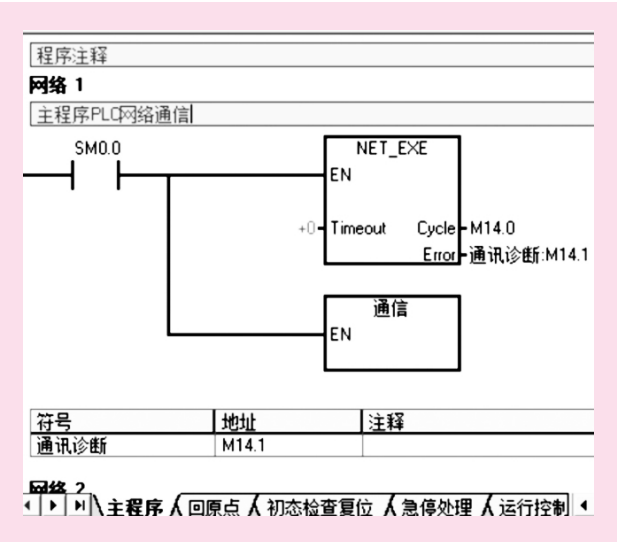 程序注释
网络 1
主程序PLC网络通信
SM0.0
NET_EXE
EN
+0 Timeout Cycle M14.0
Error 通讯诊断:M14.1
通信
EN
符号 地址 注释
通讯诊断 M14.1
网络 2
主程序 回原点 初态检查复位 急停处理 运行控制